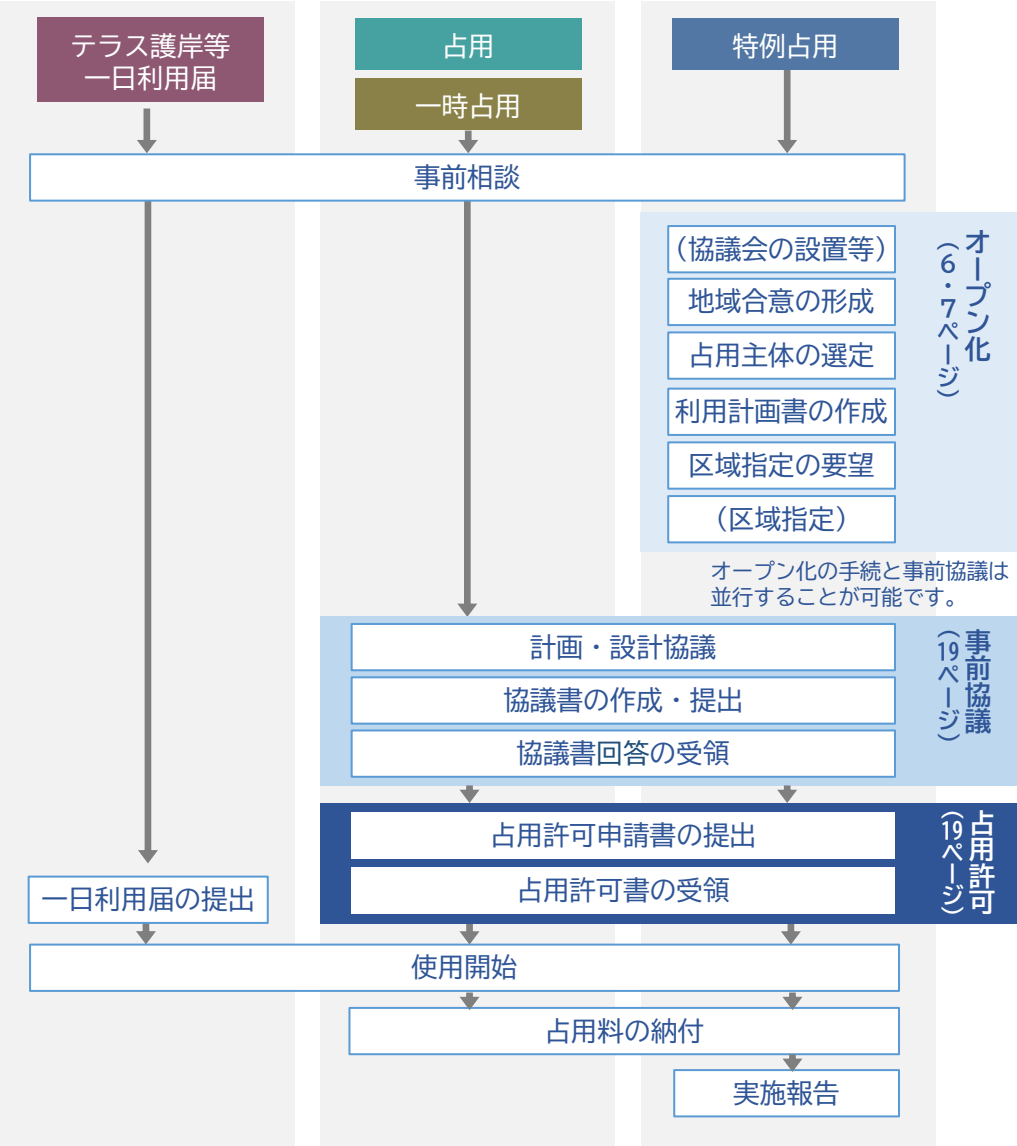 テラス護岸等
一日利用届
占用
一時占用
特例占用
事前相談
(協議会の設置等)
地域合意の形成
占用主体の選定
利用計画書の作成
区域指定の要望
(区域指定)
オープン化
(6・7ページ)
オープン化の手続と事前協議は
並行することが可能です。
計画・設計協議
協議書の作成・提出
協議書回答の受領
事前協議
(19ページ)
占用許可申請書の提出
占用許可書の受領
占用許可
(19ページ)
一日利用届の提出
使用開始
占用料の納付
実施報告